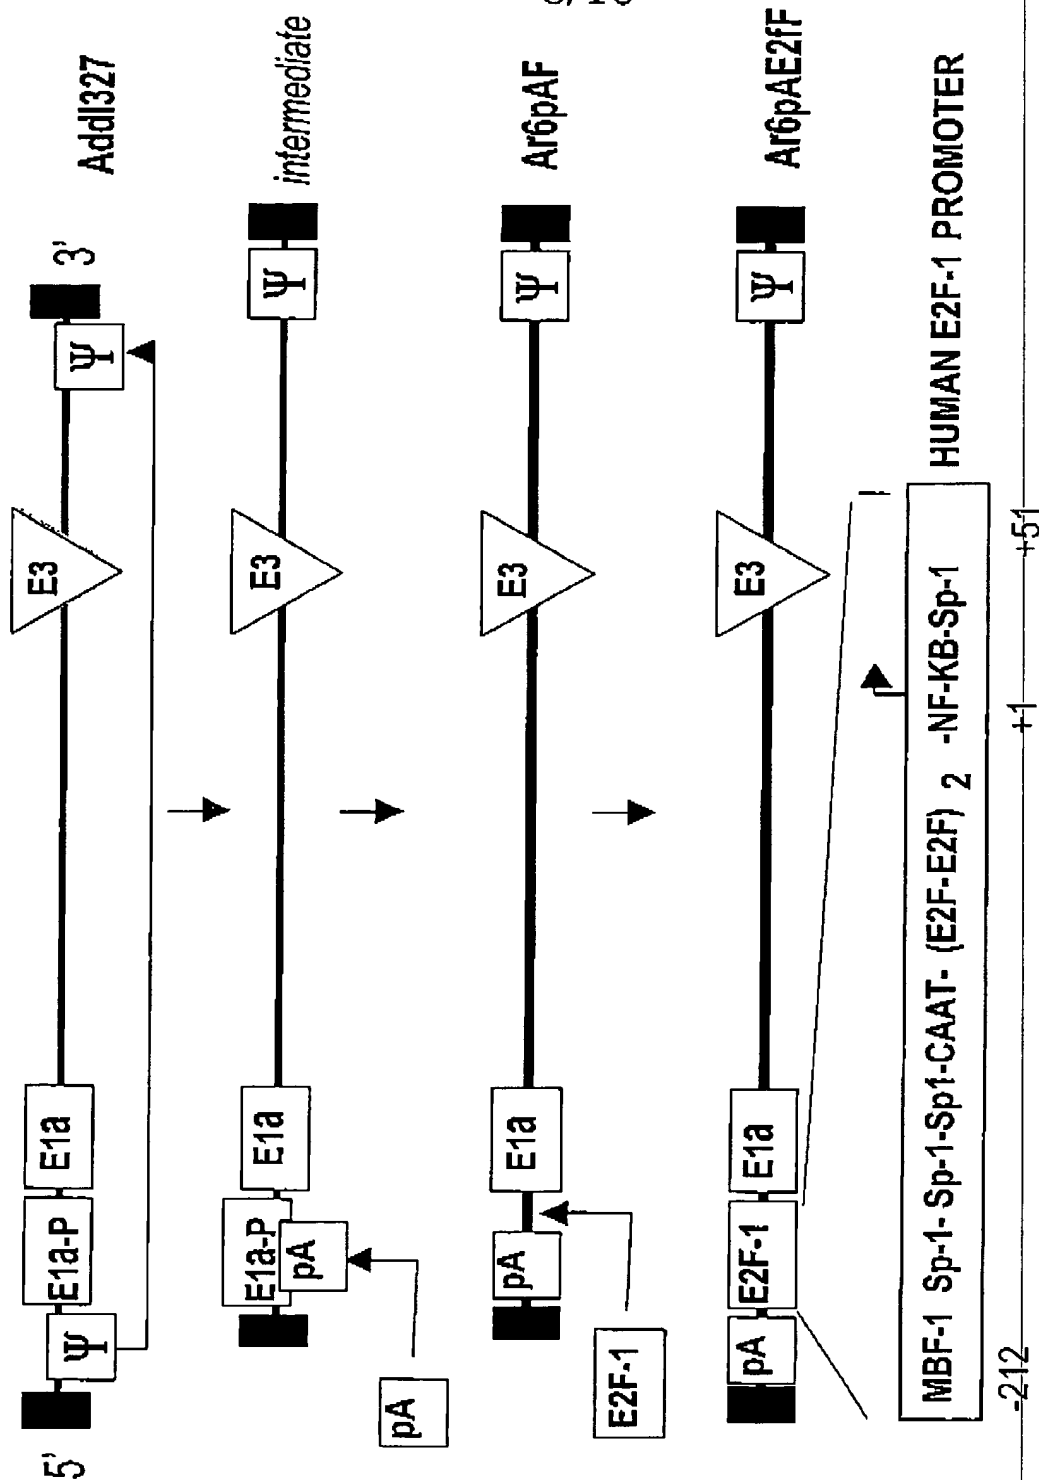 5' Ψ E1a-P E1a E3 Ψ 3' Addl327
E1a-P pA E1a E3 Ψ intermediate
pA
pA E1a E3 Ψ Ar6pAF
E2F-1
pA E2F-1 E1a E3 Ψ Ar6pAE2fF
MBF-1 Sp-1- Sp-1-Sp1-CAAT- (E2F-E2F) 2 -NF-KB-Sp-1 HUMAN E2F-1 PROMOTER
-212 +1 +51